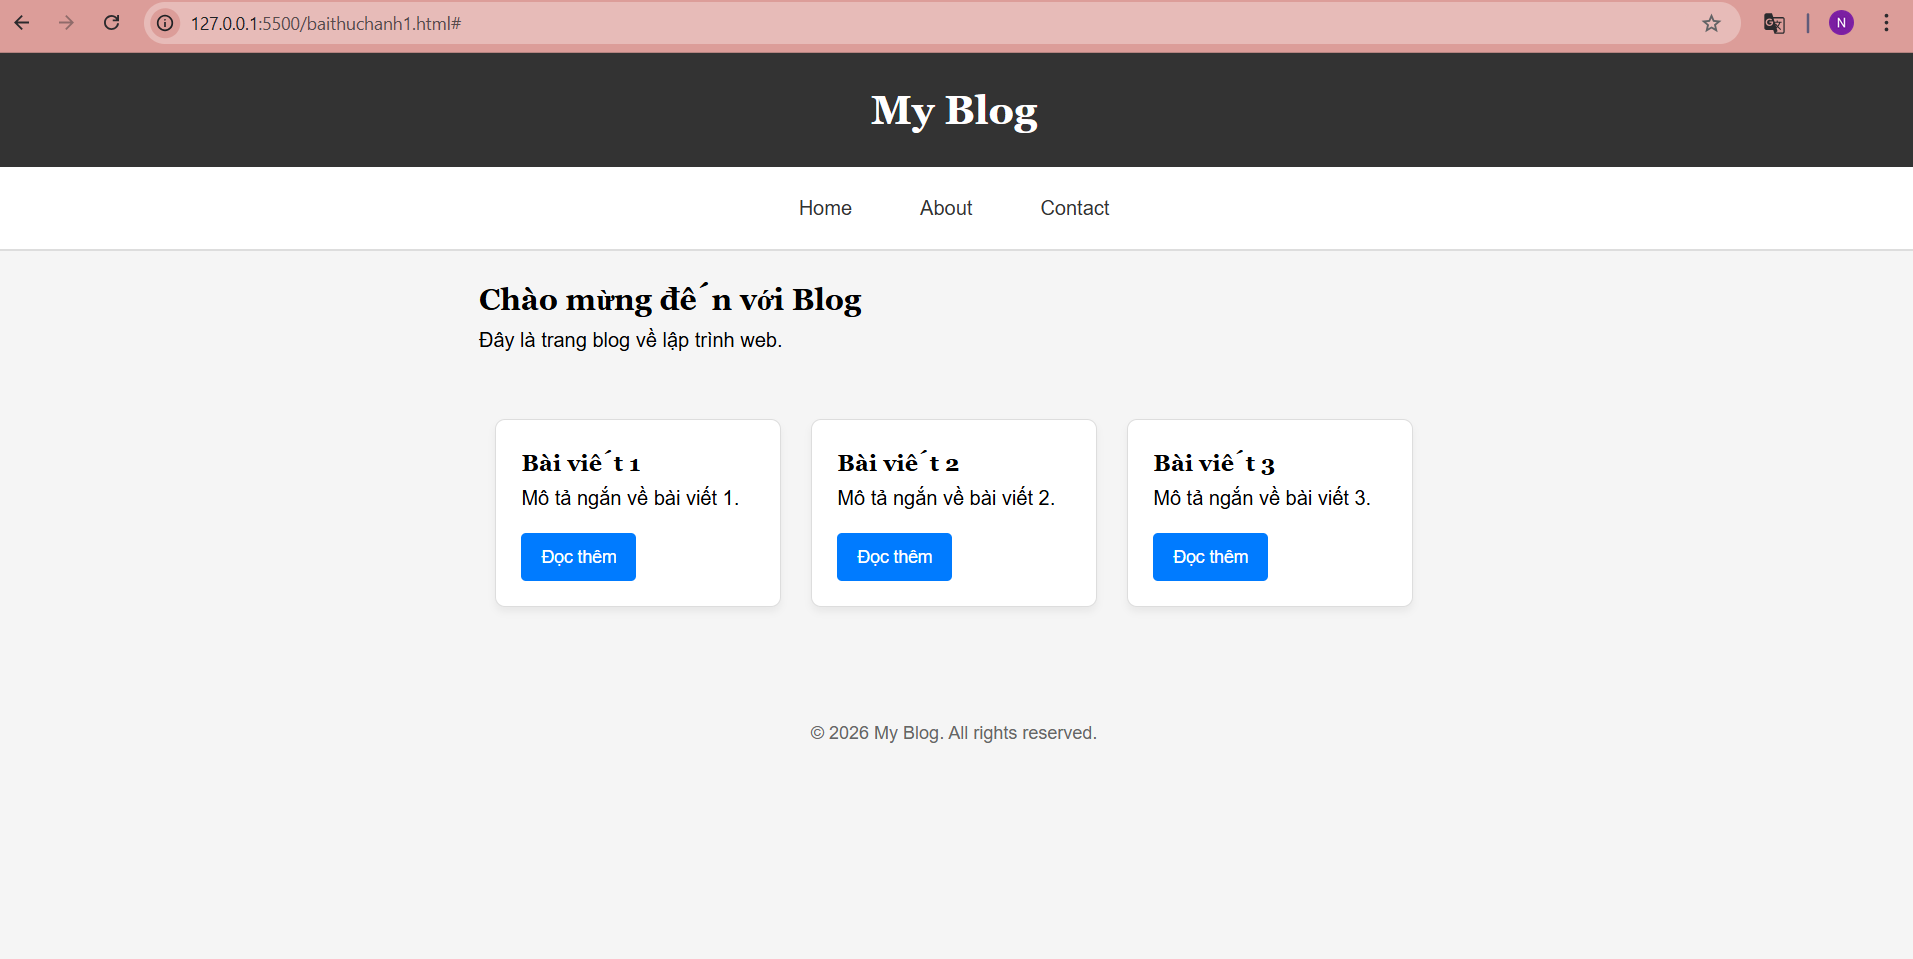 127.0.0.1:5500/baithuchanh1.html#
N
My Blog
Home About Contact
Chào mừng đến với Blog
Đây là trang blog về lập trình web.
Bài viết 1
Mô tả ngắn về bài viết 1.
Đọc thêm
Bài viết 2
Mô tả ngắn về bài viết 2.
Đọc thêm
Bài viết 3
Mô tả ngắn về bài viết 3.
Đọc thêm
© 2026 My Blog. All rights reserved.